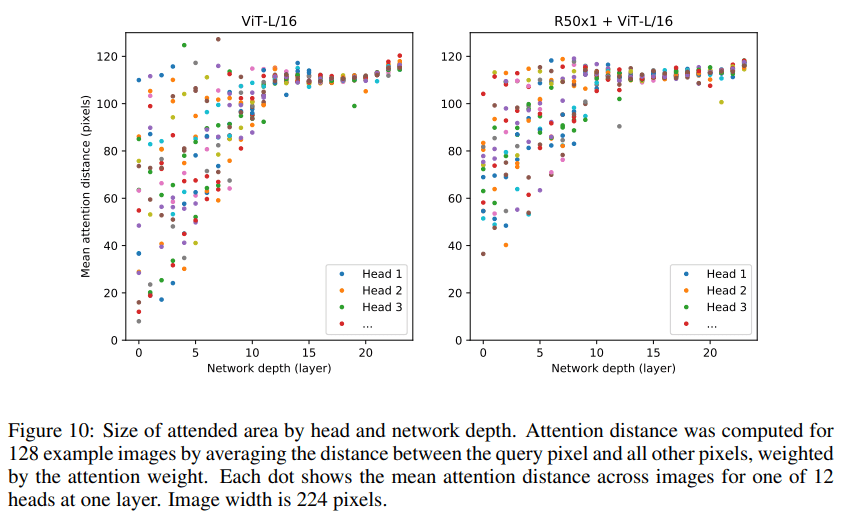 ViT-L/16
R50x1 + ViT-L/16
Mean attention distance (pixels)
120
100
80
60
40
20
0
0 5 10 15 20
Network depth (layer)
Head 1
Head 2
Head 3
...
120
100
80
60
40
20
0
0 5 10 15 20
Network depth (layer)
Head 1
Head 2
Head 3
...
Figure 10: Size of attended area by head and network depth. Attention distance was computed for
128 example images by averaging the distance between the query pixel and all other pixels, weighted
by the attention weight. Each dot shows the mean attention distance across images for one of 12
heads at one layer. Image width is 224 pixels.